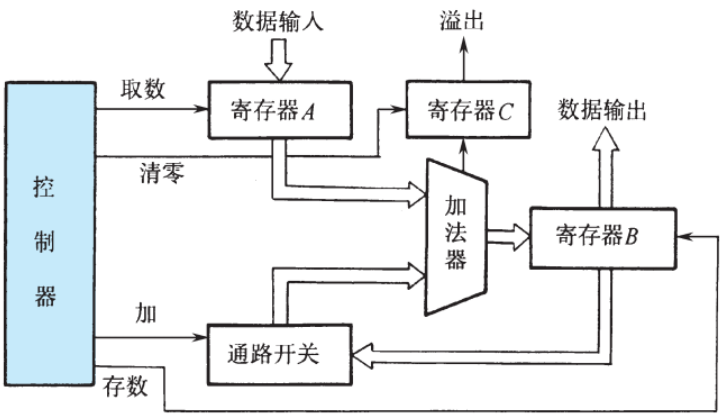 数据输入
溢出
取数
寄存器A
寄存器C
数据输出
清零
控制器
加法器
寄存器B
加
通路开关
存数